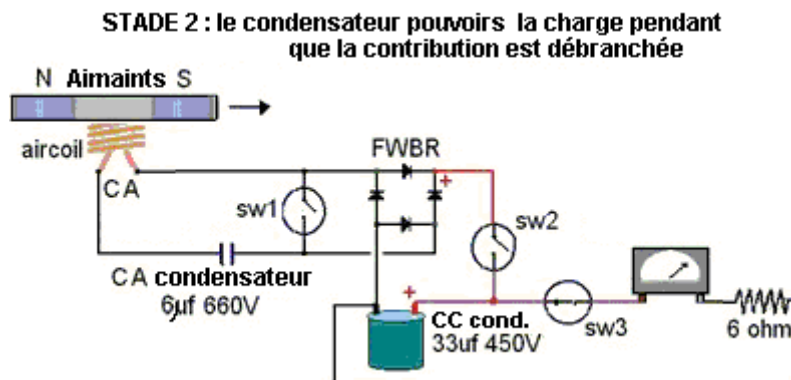 STADE 2 : le condensateur pouvoirs la charge pendant
que la contribution est débranchée
N Aimaints S
aircoil
FWBR
CA
+
sw1
sw2
CA condensateur
6µf 660V
+
CC cond.
33uf 450V
sw3
6 ohm